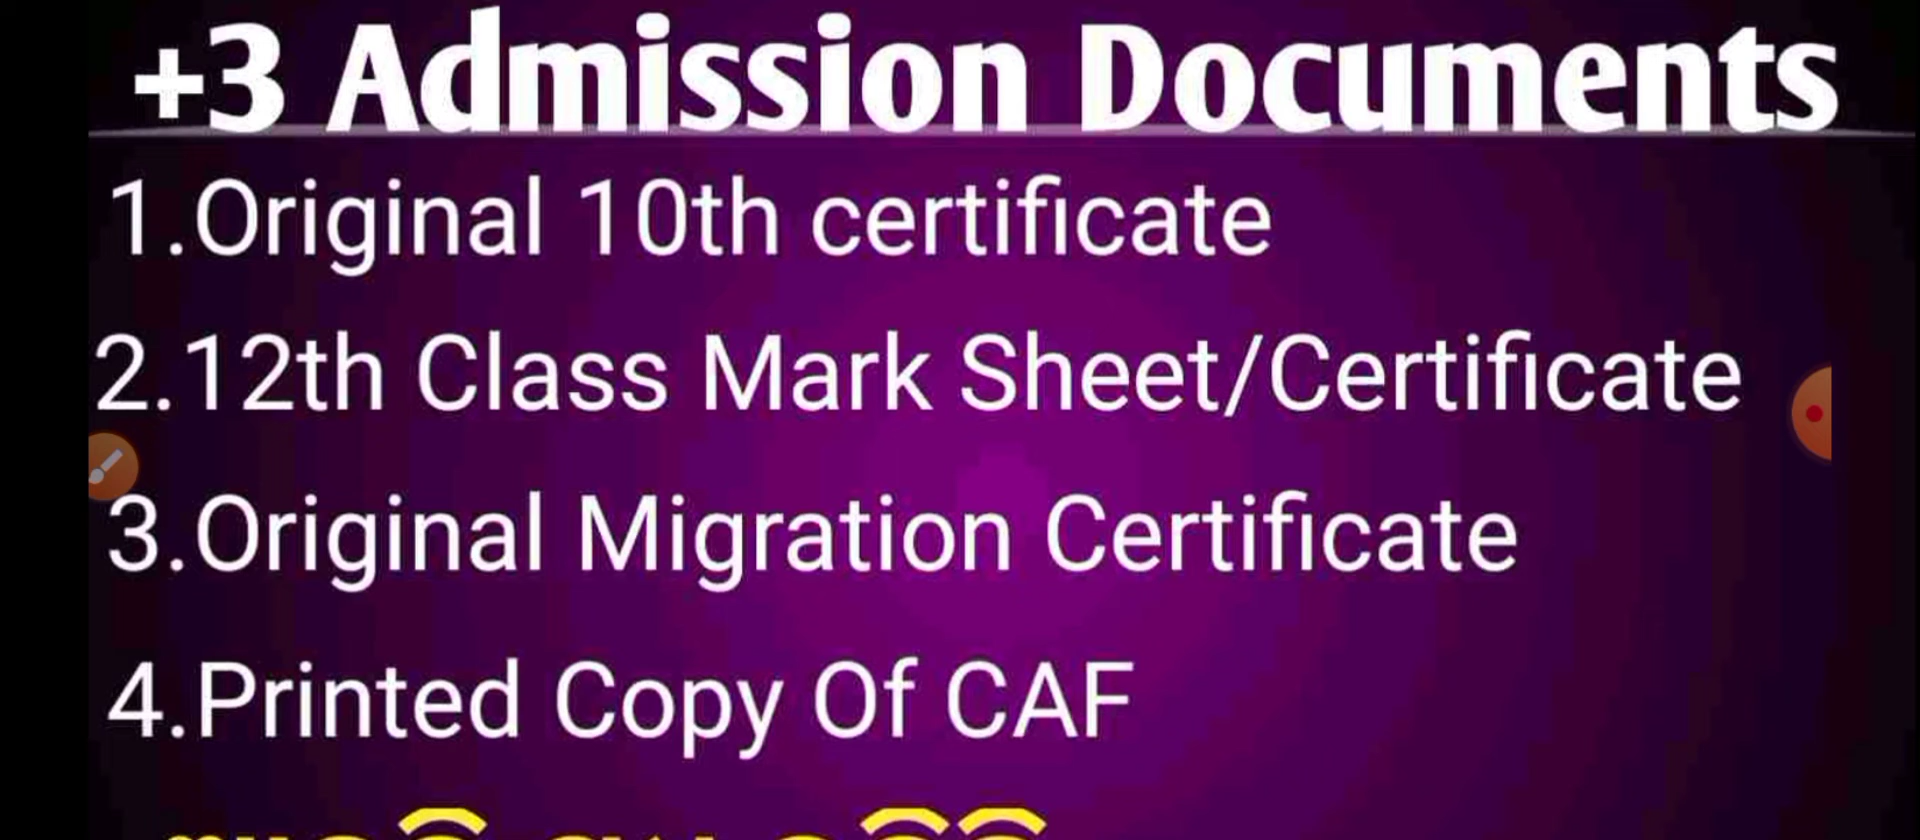 +3 Admission Documents
1.Original 10th certificate
2.12th Class Mark Sheet/Certificate
3.Original Migration Certificate
4.Printed Copy Of CAF